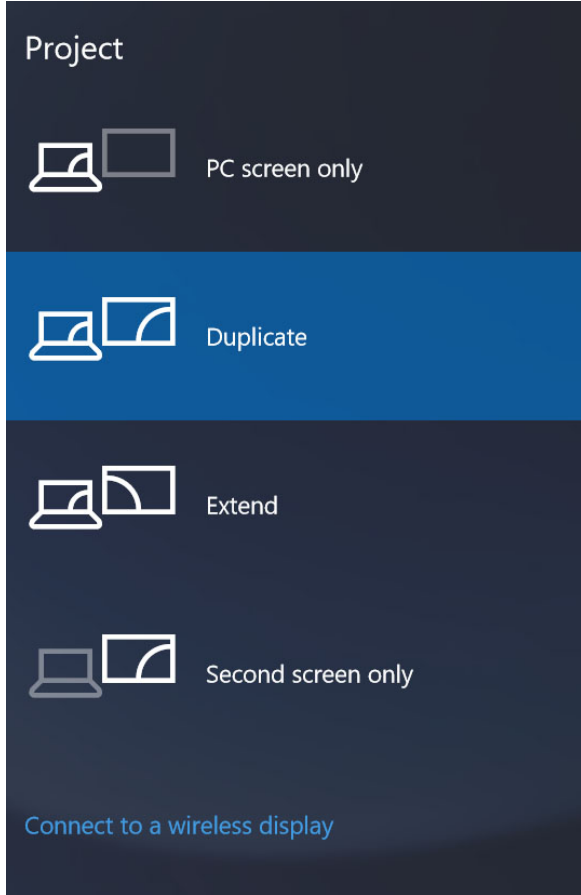 Project
PC screen only
Duplicate
Extend
Second screen only
Connect to a wireless display